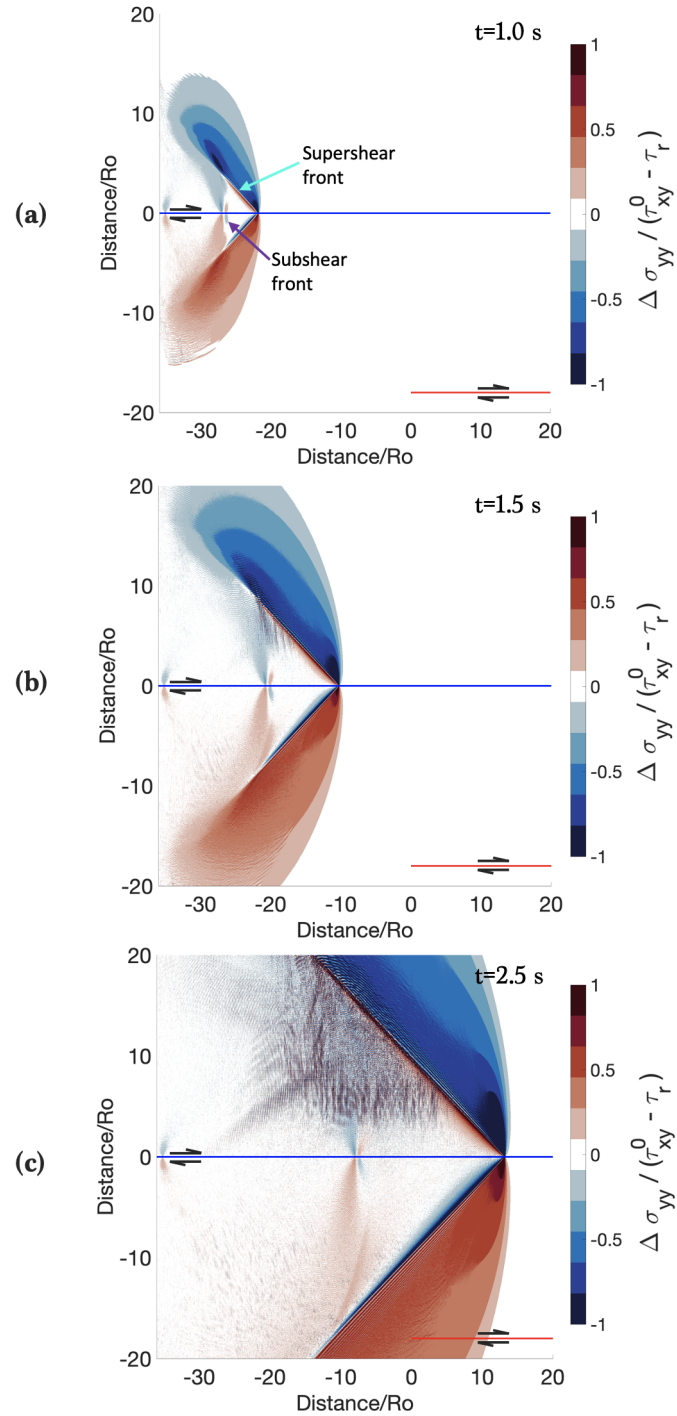 t=1.0 s
20
10
0
-10
-20
Distance/Ro
Supershear
front
Subshear
front
(a)
-30 -20 -10 0 10 20
Distance/Ro
1
0.5
0
-0.5
-1
Δ σyy / (τ⁰xy - τr)
t=1.5 s
20
10
0
-10
-20
Distance/Ro
(b)
-30 -20 -10 0 10 20
Distance/Ro
1
0.5
0
-0.5
-1
Δ σyy / (τ⁰xy - τr)
t=2.5 s
20
10
0
-10
-20
Distance/Ro
(c)
-30 -20 -10 0 10 20
Distance/Ro
1
0.5
0
-0.5
-1
Δ σyy / (τ⁰xy - τr)